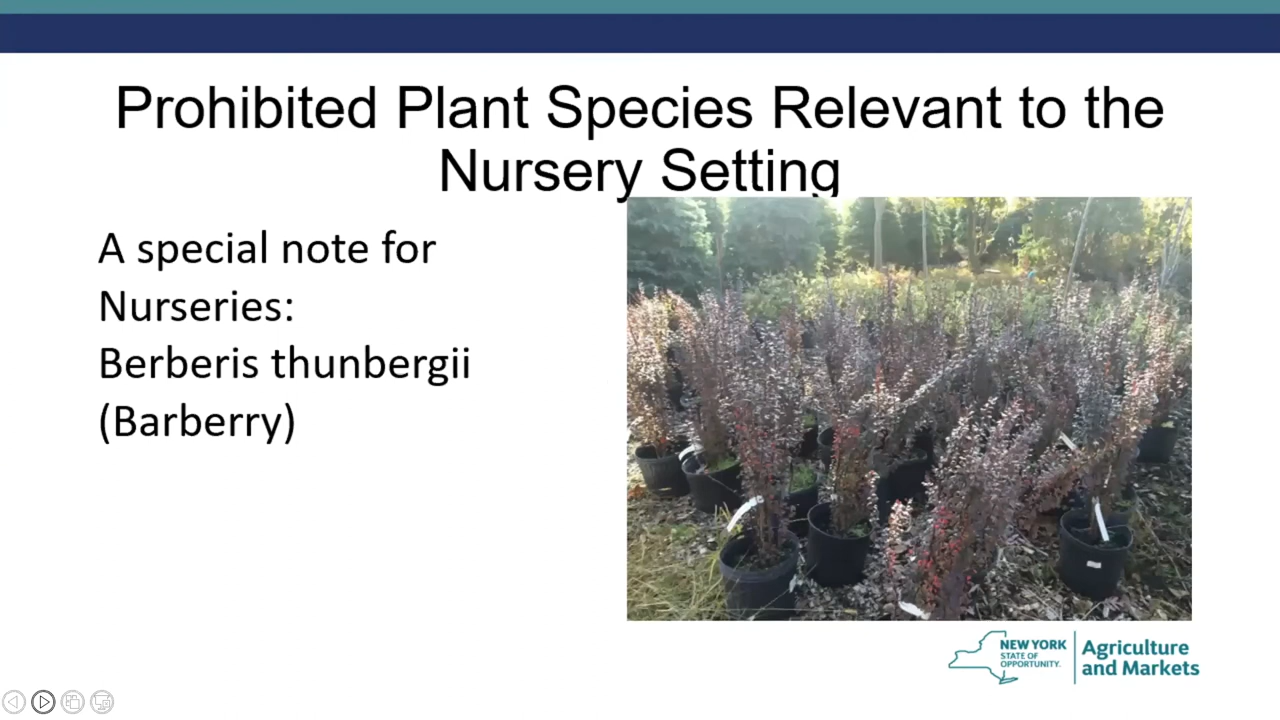 Prohibited Plant Species Relevant to the
Nursery Setting
A special note for
Nurseries:
Berberis thunbergii
(Barberry)
NEW YORK
STATE OF
OPPORTUNITY.
Agriculture
and Markets